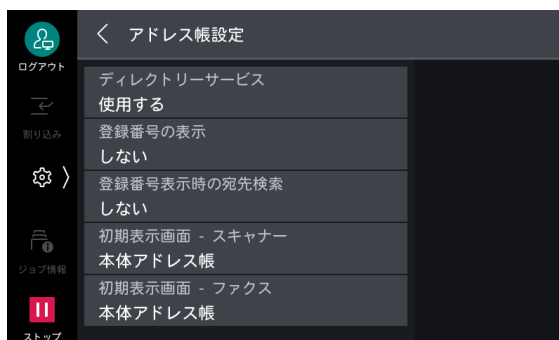 アドレス帳設定
ログアウト
ディレクトリーサービス
使用する
割り込み
登録番号の表示
しない
登録番号表示時の宛先検索
しない
初期表示画面 - スキャナー
本体アドレス帳
ジョブ情報
初期表示画面 - ファクス
本体アドレス帳
ストップ